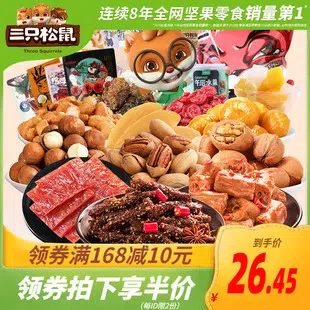 三只松鼠
Three Squirrels
连续8年全网坚果零食销量第1
领券满168减10元
领券拍下享半价
(每ID限2份)
到手价
¥26.45